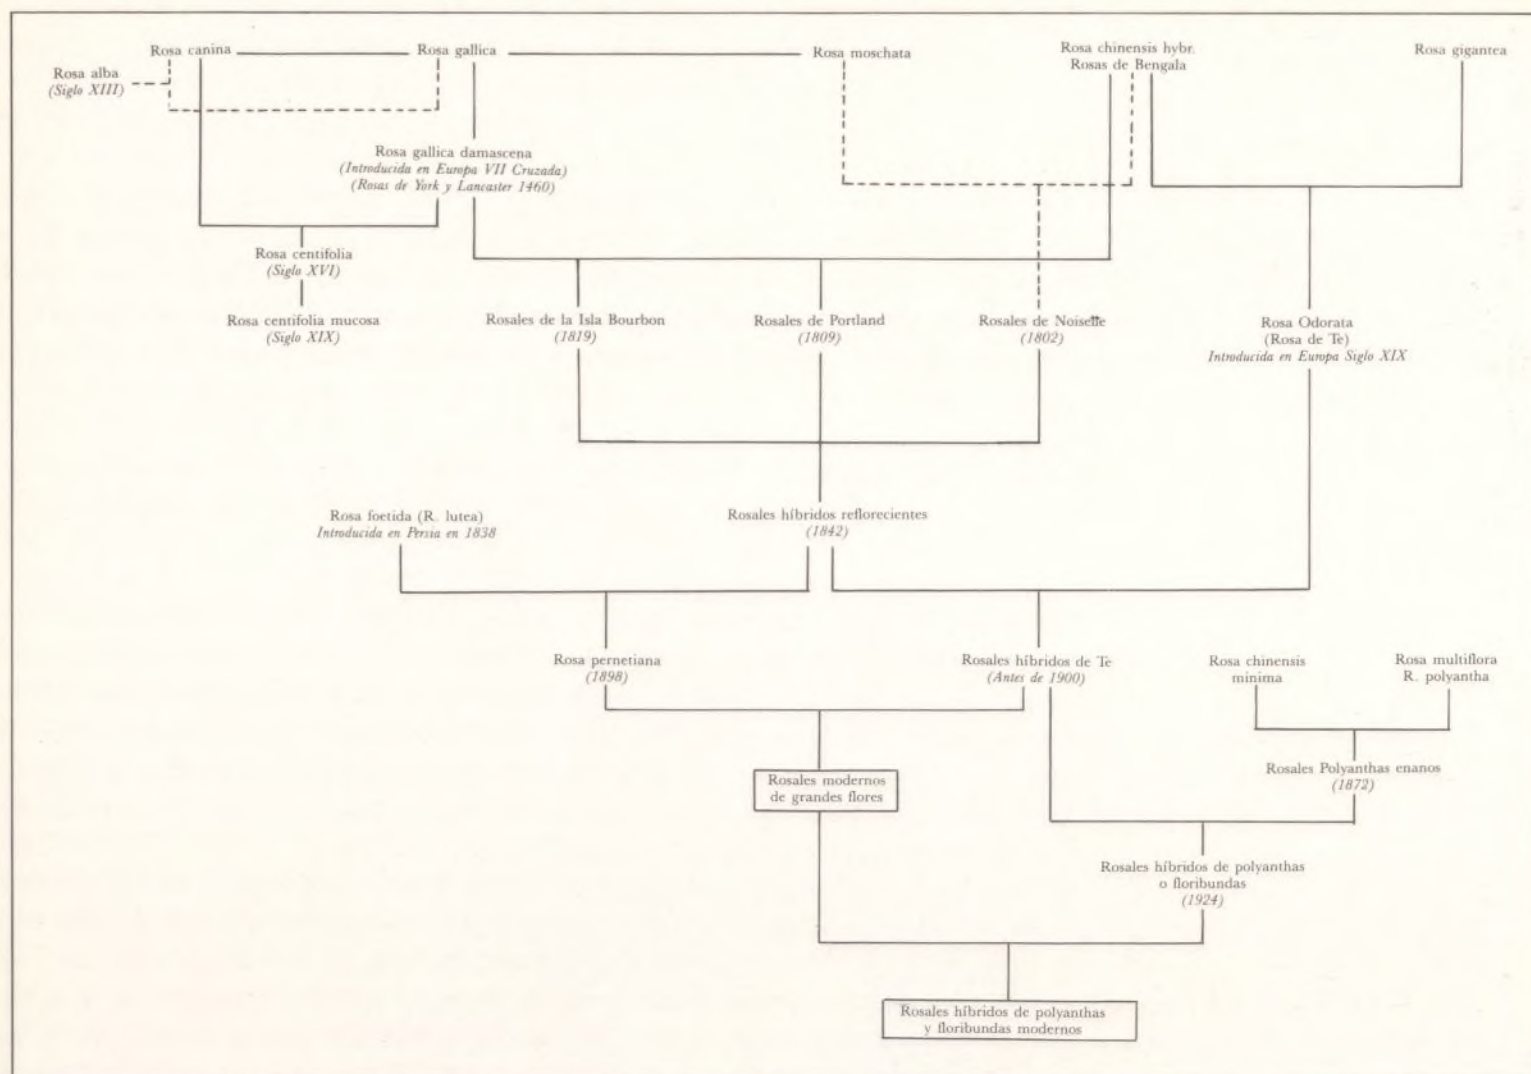 Rosa canina
Rosa gallica
Rosa moschata
Rosa chinensis hybr.
Rosas de Bengala
Rosa gigantea
Rosa alba
(Siglo XIII)
Rosa gallica damascena
(Introducida en Europa VII Cruzada)
(Rosas de York y Lancaster 1460)
Rosa centifolia
(Siglo XVI)
Rosa centifolia mucosa
(Siglo XIX)
Rosales de la Isla Bourbon
(1819)
Rosales de Portland
(1809)
Rosales de Noisette
(1802)
Rosa Odorata
(Rosa de Te)
Introducida en Europa Siglo XIX
Rosa foetida (R. lutea)
Introducida en Persia en 1838
Rosales híbridos reflorecientes
(1842)
Rosa pernetiana
(1898)
Rosales híbridos de Te
(Antes de 1900)
Rosa chinensis
minima
Rosa multiflora
R. polyantha
Rosales modernos
de grandes flores
Rosales Polyanthas enanos
(1872)
Rosales híbridos de polyanthas
o floribundas
(1924)
Rosales híbridos de polyanthas
y floribundas modernos